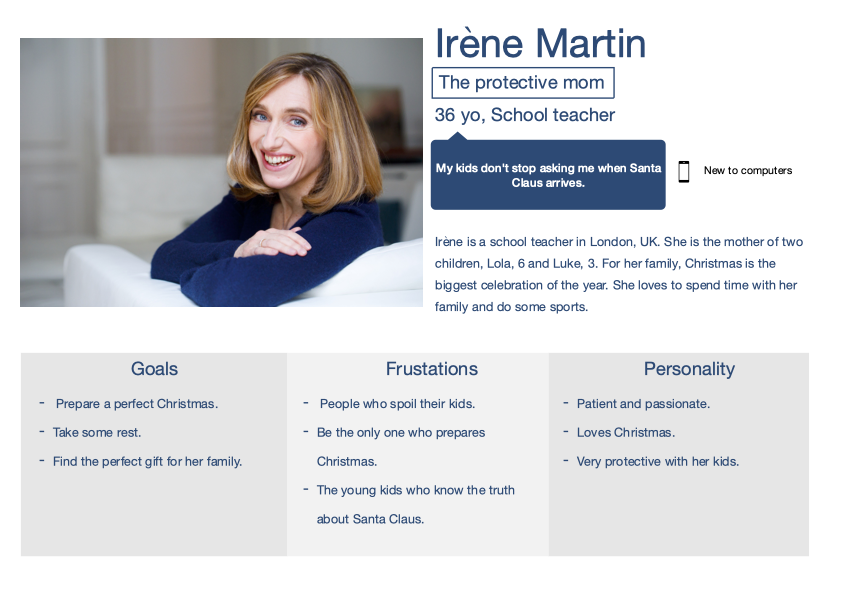 Irène Martin
The protective mom
36 yo, School teacher
My kids don't stop asking me when Santa
Claus arrives.
New to computers
Irène is a school teacher in London, UK. She is the mother of two
children, Lola, 6 and Luke, 3. For her family, Christmas is the
biggest celebration of the year. She loves to spend time with her
family and do some sports.
Goals
- Prepare a perfect Christmas.
- Take some rest.
- Find the perfect gift for her family.
Frustations
- People who spoil their kids.
- Be the only one who prepares
Christmas.
- The young kids who know the truth
about Santa Claus.
Personality
- Patient and passionate.
- Loves Christmas.
- Very protective with her kids.